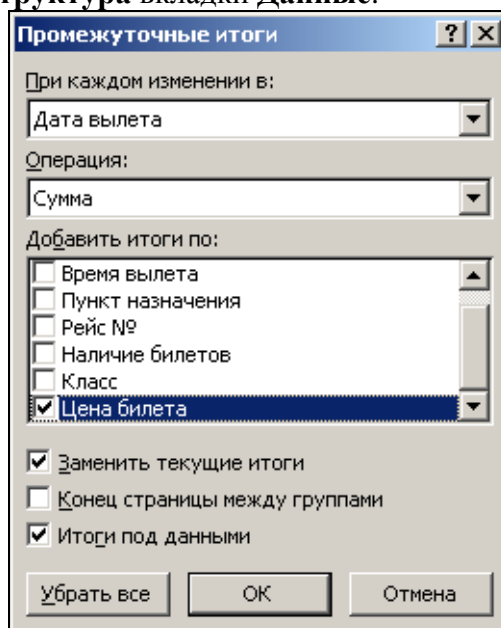 руктура вкладки Данные.
Промежуточные итоги
При каждом изменении в:
Дата вылета
Операция:
Сумма
Добавить итоги по:
Время вылета
Пункт назначения
Рейс №
Наличие билетов
Класс
Цена билета
Заменить текущие итоги
Конец страницы между группами
Итоги под данными
Убрать все ОК Отмена